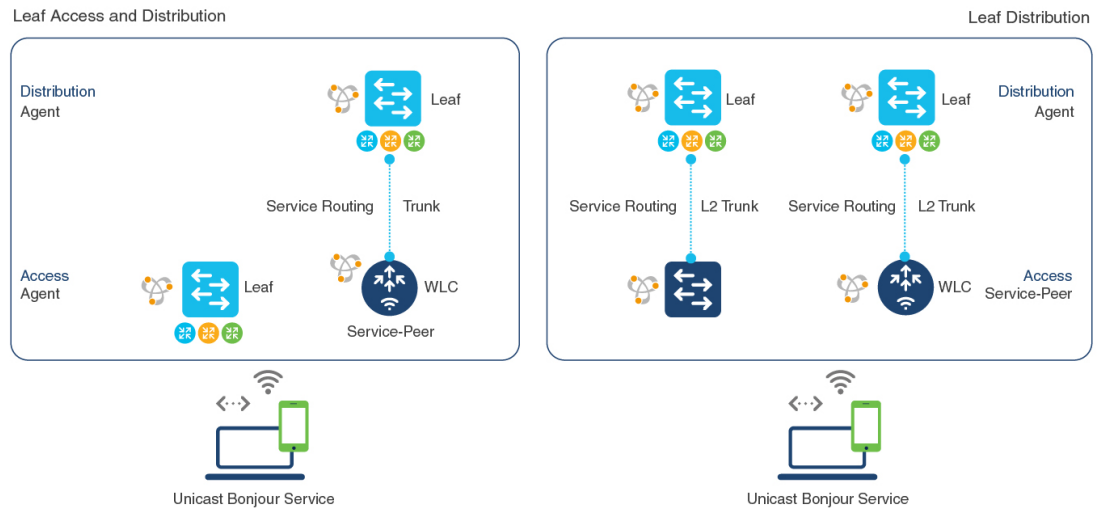 Leaf Access and Distribution
Distribution
Agent
Leaf
Service Routing
Trunk
Access
Agent
Leaf
WLC
Service-Peer
Unicast Bonjour Service
Leaf Distribution
Leaf
Leaf
Distribution
Agent
Service Routing
L2 Trunk
Service Routing
L2 Trunk
WLC
Access
Service-Peer
Unicast Bonjour Service